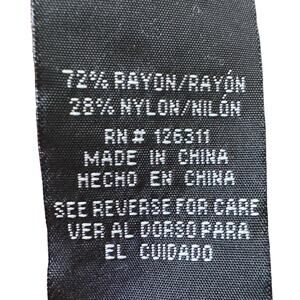 72% RAYON/RAYÓN
28% NYLON/NILÓN
RN# 126311
MADE IN CHINA
HECHO EN CHINA
SEE REVERSE FOR CARE
VER AL DORSO PARA
EL CUIDADO